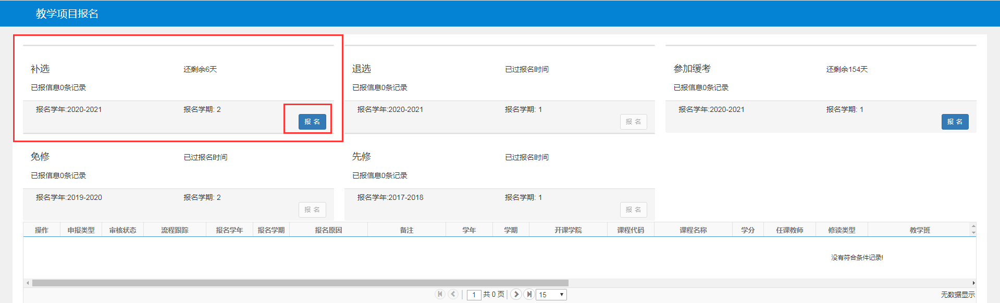 教学项目报名
补选 还剩余6天
已报信息0条记录
报名学年:2020-2021 报名学期: 2
报 名
退选 已过报名时间
已报信息0条记录
报名学年:2020-2021 报名学期: 1
报 名
参加缓考 还剩余154天
已报信息0条记录
报名学年:2020-2021 报名学期: 1
报 名
免修 已过报名时间
已报信息0条记录
报名学年:2019-2020 报名学期: 2
报 名
先修 已过报名时间
已报信息0条记录
报名学年:2017-2018 报名学期: 1
报 名
操作 申报类型 审核状态 流程跟踪 报名学年 报名学期 报名原因 备注 学年 学期 开课学院 课程代码 课程名称 学分 任课教师 修读类型 教学班
没有符合条件记录!
1 共 0 页 15 无数据显示